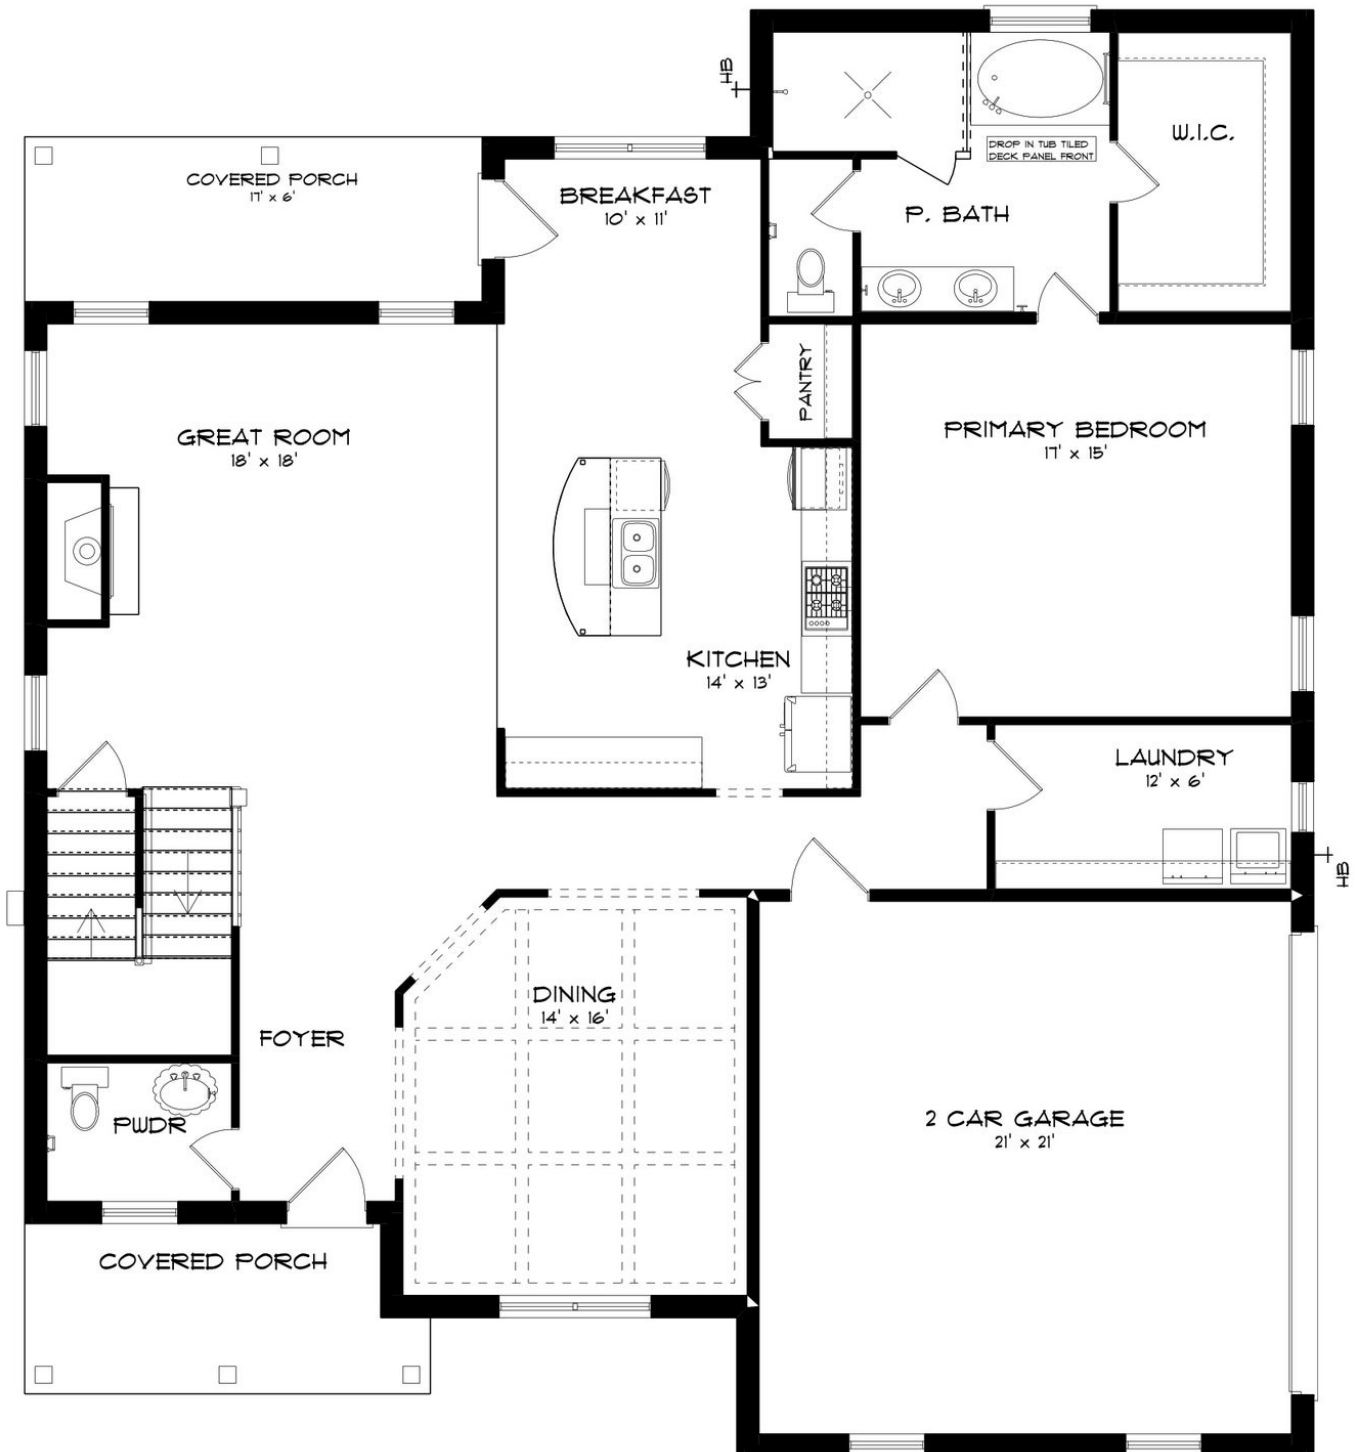 HB
W.I.C.
DROP IN TUB TILED
DECK PANEL FRONT
COVERED PORCH
17' x 6'
BREAKFAST
10' x 11'
P. BATH
PANTRY
GREAT ROOM
18' x 18'
PRIMARY BEDROOM
17' x 15'
KITCHEN
14' x 13'
LAUNDRY
12' x 6'
HB
DINING
14' x 16'
FOYER
PWDR
2 CAR GARAGE
21' x 21'
COVERED PORCH